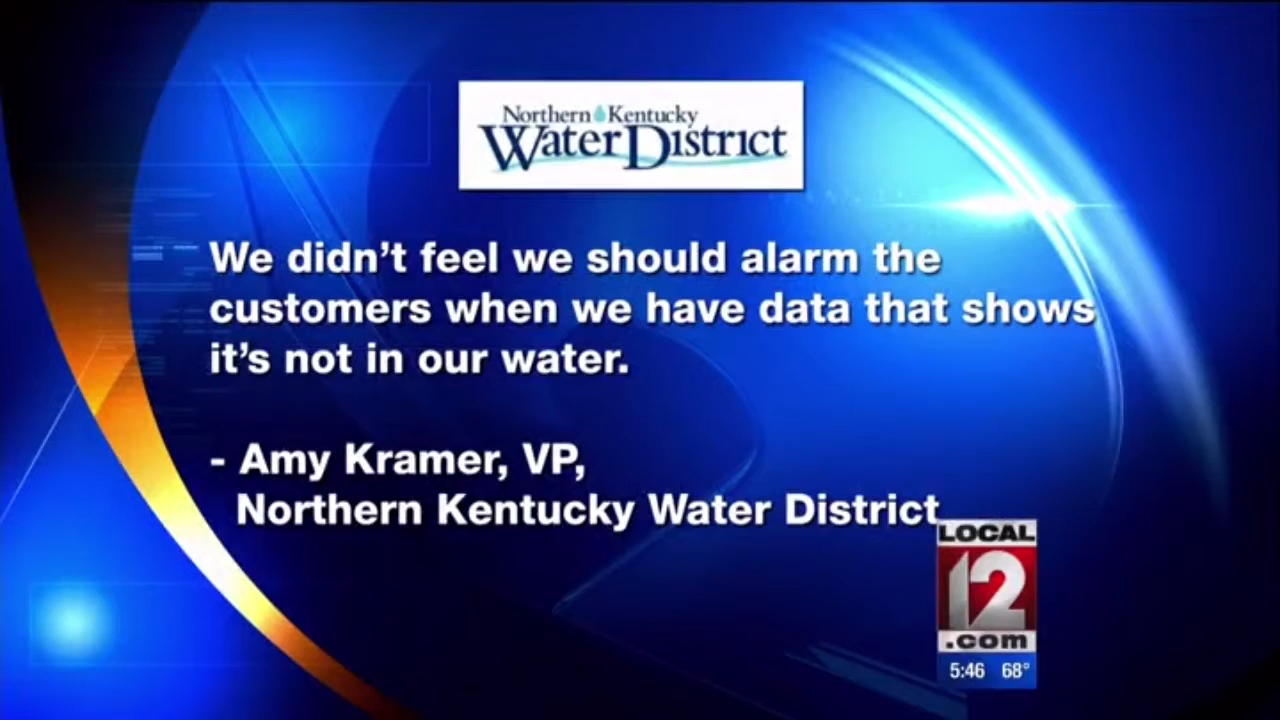 Northern Kentucky
Water District
We didn't feel we should alarm the
customers when we have data that shows
it's not in our water.
- Amy Kramer, VP,
Northern Kentucky Water District
LOCAL
12
.com
5:46 68°